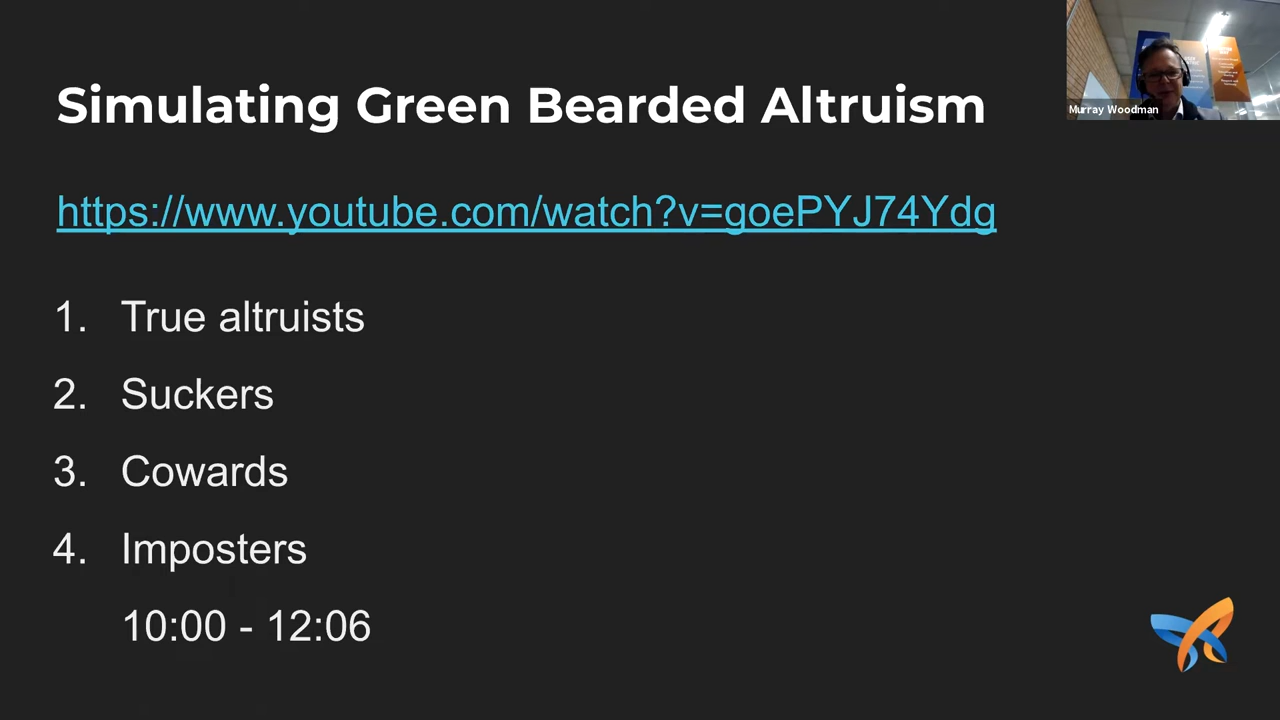 Simulating Green Bearded Altruism
Murray Woodman
https://www.youtube.com/watch?v=goePYJ74Ydg
1. True altruists
2. Suckers
3. Cowards
4. Imposters
10:00 - 12:06